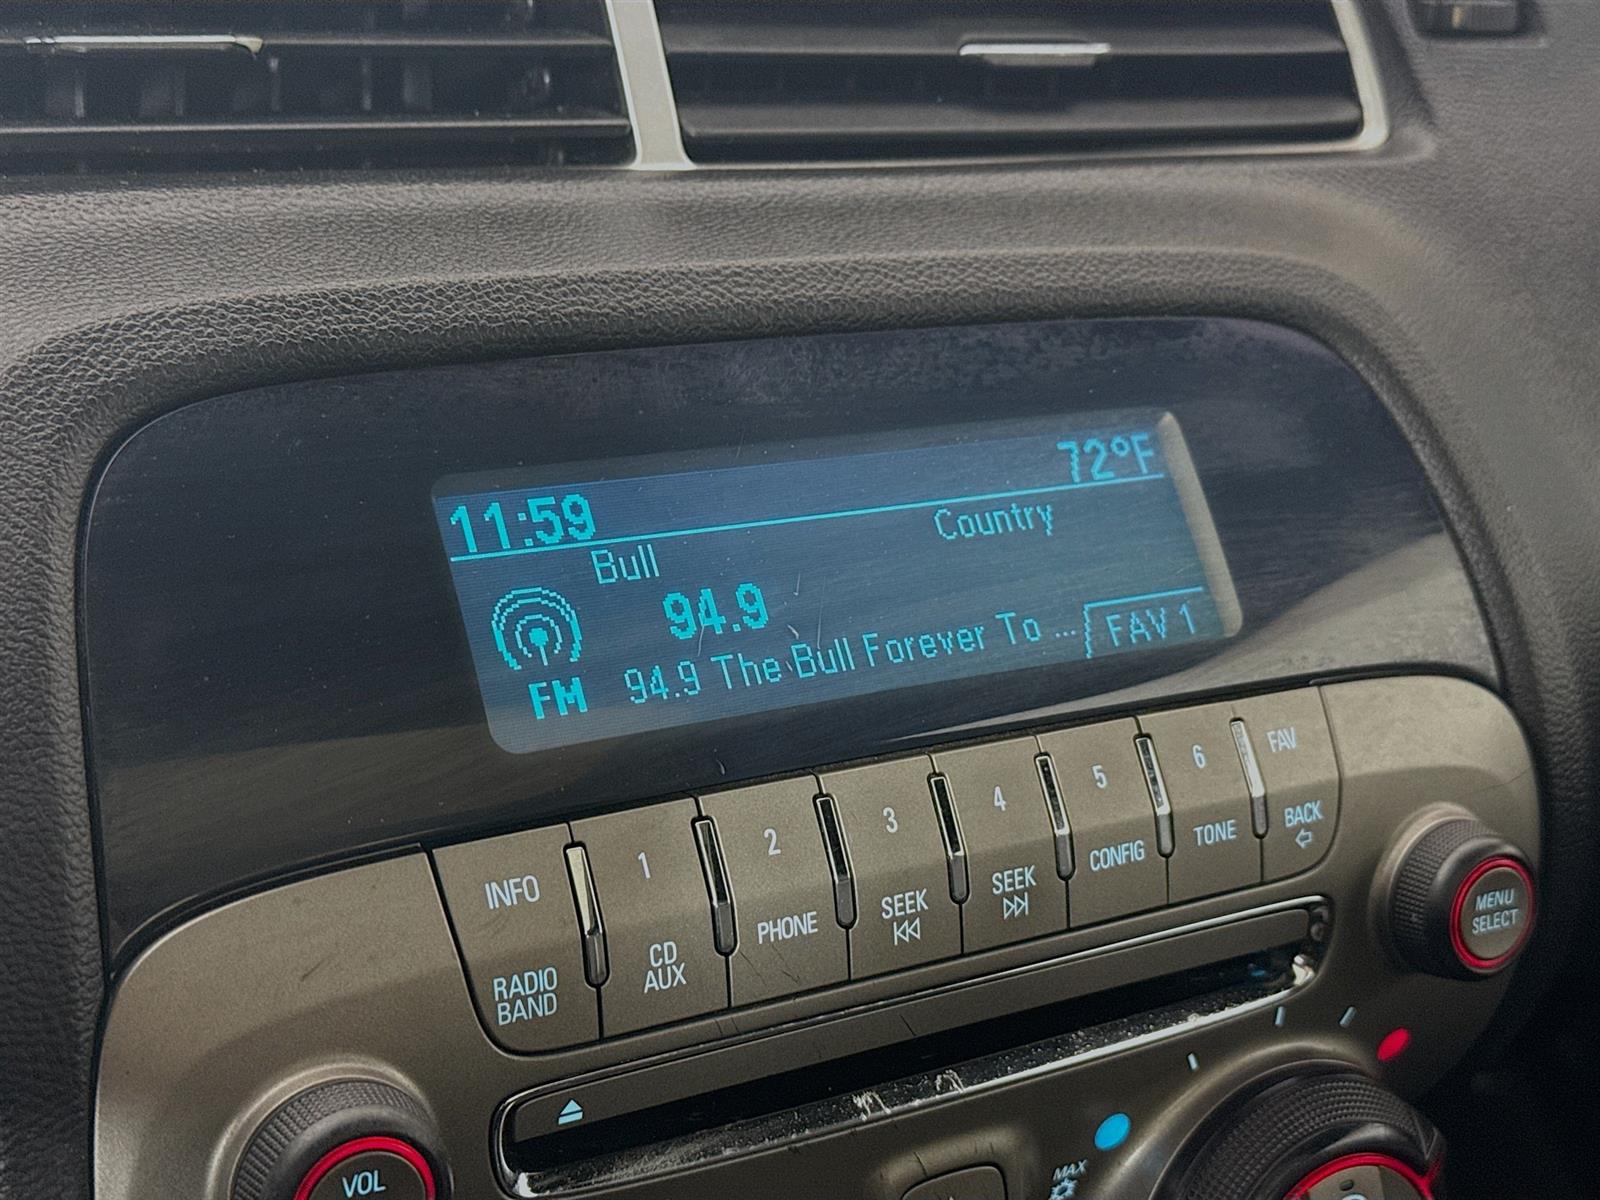 72°F
11:59
Country
Bull
94.9
94.9 The Bull Forever To ...
FAV 1
FM
INFO
RADIO
BAND
1
CD
AUX
2
PHONE
3
SEEK
4
SEEK
5
CONFIG
6
TONE
FAV
BACK
MENU
SELECT
VOL
MAX